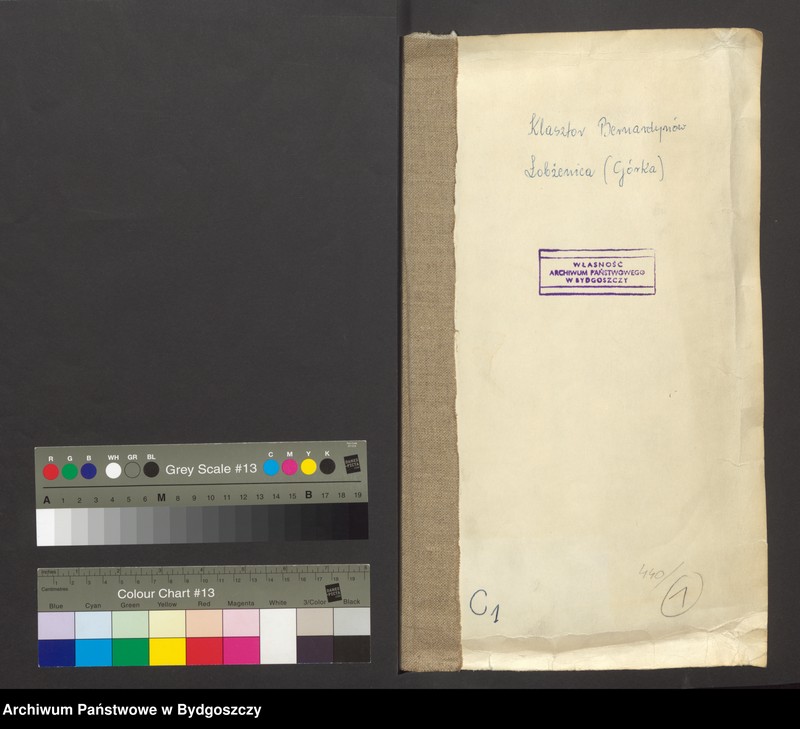 Klasztor Bernardynów
Łobżenica (Górka)
WŁASNOŚĆ
ARCHIWUM PAŃSTWOWEGO
W BYDGOSZCZY
440/1
C1
R G B WH GR BL
Grey Scale #13
C M Y K
A 1 2 3 4 5 6 M 8 9 10 11 12 13 14 15 B 17 18 19
Inches
Centimetres
Colour Chart #13
Blue Cyan Green Yellow Red Magenta White 3/Color Black
Archiwum Państwowe w Bydgoszczy